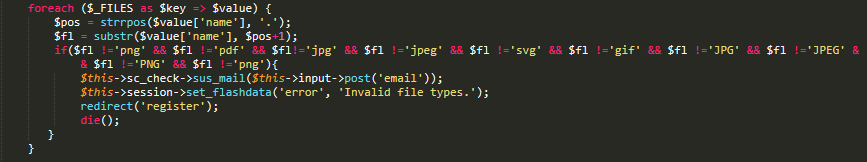 foreach ($_FILES as $key => $value) {
$pos = strrpos($value['name'], '.');
$fl = substr($value['name'], $pos+1);
if($fl !='png' && $fl !='pdf' && $fl!='jpg' && $fl !='jpeg' && $fl !='svg' && $fl !='gif' && $fl !='JPG' && $fl !='JPEG' &
& $fl !='PNG' && $fl !='png'){
$this->sc_check->sus_mail($this->input->post('email'));
$this->session->set_flashdata('error', 'Invalid file types.');
redirect('register');
die();
}
}